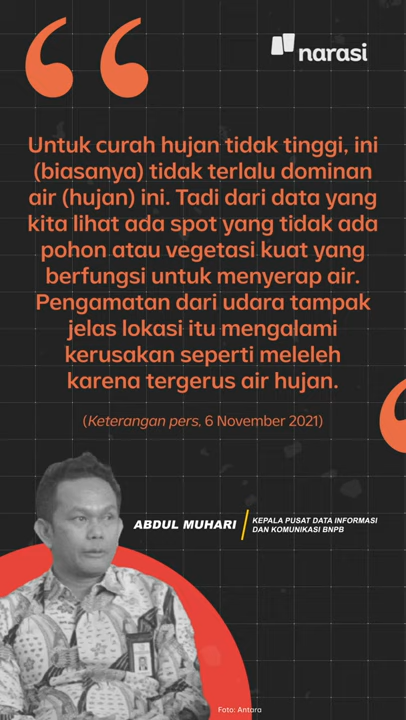 narasi
Untuk curah hujan tidak tinggi, ini
(biasanya) tidak terlalu dominan
air (hujan) ini. Tadi dari data yang
kita lihat ada spot yang tidak ada
pohon atau vegetasi kuat yang
berfungsi untuk menyerap air.
Pengamatan dari udara tampak
jelas lokasi itu mengalami
kerusakan seperti meleleh
karena tergerus air hujan.
(Keterangan pers, 6 November 2021)
ABDUL MUHARI
KEPALA PUSAT DATA INFORMASI
DAN KOMUNIKASI BNPB
Foto: Antara